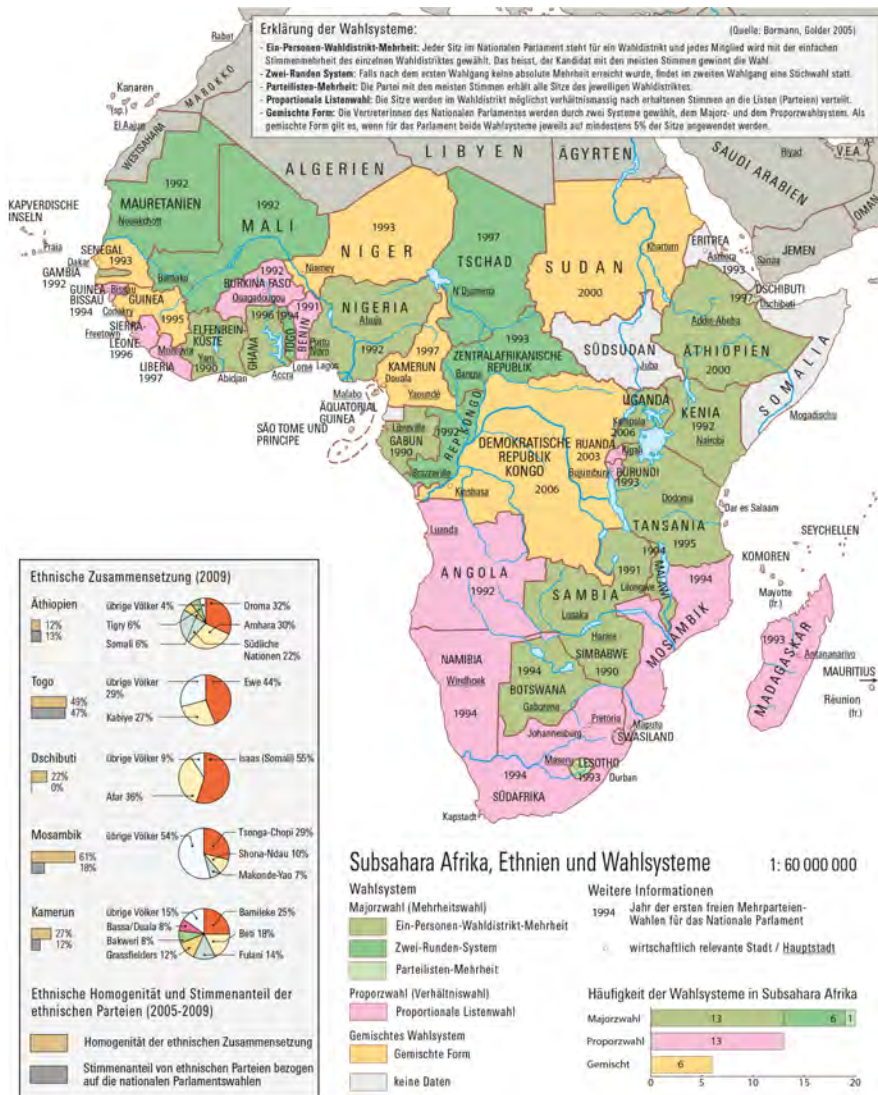 Erklärung der Wahlsysteme: (Quelle: Bormann, Golder 2005)
- Ein-Personen-Wahldistrikt-Mehrheit: Jeder Sitz im Nationalen Parlament steht für ein Wahldistrikt und jedes Mitglied wird mit der einfachen
Stimmenmehrheit des einzelnen Wahldistriktes gewählt. Das heisst, der Kandidat mit den meisten Stimmen gewinnt die Wahl.
- Zwei-Runden System: Falls nach dem ersten Wahlgang keine absolute Mehrheit erreicht wurde, findet im zweiten Wahlgang eine Stichwahl statt.
- Parteilisten-Mehrheit: Die Partei mit den meisten Stimmen erhält alle Sitze des jeweiligen Wahldistriktes.
- Proportionale Listenwahl: Die Sitze werden im Wahldistrikt möglichst verhältnismassig nach erhaltenen Stimmen an die Listen (Parteien) verteilt.
- Gemischte Form: Die VertreterInnen des Nationalen Parlamentes werden durch zwei Systeme gewählt, dem Majorz- und dem Proporzwahlsystem. Als
gemischte Form gilt es, wenn für das Parlament beide Wahlsysteme jeweils auf mindestens 5% der Sitze angewendet werden.
Rabat
MAROKKO
Kanaren
(sp.)
El Aajun
WESTSAHARA
ALGERIEN
LIBYEN
ÄGYRTEN
SAUDI ARABIEN
Riyad
V.E.A.
OMAN
KAPVERDISCHE
INSELN
Praia
1992
MAURETANIEN
Nouakchott
1992
MALI
1993
NIGER
1997
TSCHAD
SUDAN
2000
Khartum
ERITREA
Asmara
1993
JEMEN
Sanaa
SENEGAL
1993
Dakar
GAMBIA
1992
Bamako
Niamey
N'Djamena
DSCHIBUTI
Dschibuti
GUINEA
BISSAU
1994
Bissau
GUINEA
1995
Conakry
BURKINA FASO
1992
Ouagadougou
1991
BENIN
NIGERIA
Abuja
1992
1997
Addis-Abeba
ÄTHIOPIEN
2000
Freetown
SIERRA-
LEONE
1996
Monrovia
LIBERIA
1997
ELFENBEIN-
KÜSTE
Yam
1990
Abidjan
1996
GHANA
Accra
1994
TOGO
Lomé
Porto
Novo
Lagos
1997
KAMERUN
Douala
Yaoundé
1993
ZENTRALAFRIKANISCHE
REPUBLIK
Bangui
SÜDSUDAN
Juba
SOMALIA
Mogadischu
Malabo
ÄQUATORIAL
GUINEA
SÃO TOME UND
PRINCIPE
Libreville
GABUN
1990
1992
REP. KONGO
Brazzaville
Kinshasa
DEMOKRATISCHE
REPUBLIK
KONGO
2006
UGANDA
Kampala
2006
KENIA
1992
Nairobi
RUANDA
2003
Kigali
Bujumbura
BURUNDI
1993
Dodoma
Dar es Salaam
TANSANIA
1995
SEYCHELLEN
KOMOREN
Mayotte
(fr.)
Luanda
ANGOLA
1992
1991
SAMBIA
Lusaka
1994
MALAWI
Lilongwe
1994
MOSAMBIK
Harare
SIMBABWE
1990
1993
MADAGASKAR
Antananarivo
MAURITIUS
Réunion
(fr.)
NAMIBIA
Windhoek
1994
1994
BOTSWANA
Gaborone
Pretoria
Johannesburg
Maputo
SWASILAND
Maseru
LESOTHO
1993
Durban
1994
SÜDAFRIKA
Kapstadt
Ethnische Zusammensetzung (2009)
Äthiopien
12%
13%
übrige Völker 4%
Tigry 6%
Somali 6%
Oroma 32%
Amhara 30%
Südliche
Nationen 22%
Togo
49%
47%
übrige Völker
29%
Kabiye 27%
Ewe 44%
Dschibuti
22%
0%
übrige Völker 9%
Afar 36%
Isaas (Somali) 55%
Mosambik
61%
18%
übrige Völker 54%
Tsonga-Chopi 29%
Shona-Ndau 10%
Makonde-Yao 7%
Kamerun
27%
12%
übrige Völker 15%
Bassa/Duala 8%
Bakweri 8%
Grassfielders 12%
Bamileke 25%
Beti 18%
Fulani 14%
Ethnische Homogenität und Stimmenanteil der
ethnischen Parteien (2005-2009)
Homogenität der ethnischen Zusammensetzung
Stimmenanteil von ethnischen Parteien bezogen
auf die nationalen Parlamentswahlen
Subsahara Afrika, Ethnien und Wahlsysteme 1: 60 000 000
Wahlsystem
Majorzwahl (Mehrheitswahl)
Ein-Personen-Wahldistrikt-Mehrheit
Zwei-Runden-System
Parteilisten-Mehrheit
Proporzwahl (Verhältniswahl)
Proportionale Listenwahl
Gemischtes Wahlsystem
Gemischte Form
keine Daten
Weitere Informationen
1994 Jahr der ersten freien Mehrparteien-
Wahlen für das Nationale Parlament
wirtschaftlich relevante Stadt / Hauptstadt
Häufigkeit der Wahlsysteme in Subsahara Afrika
Majorzwahl 13 6 1
Proporzwahl 13
Gemischt 6
0 5 10 15 20